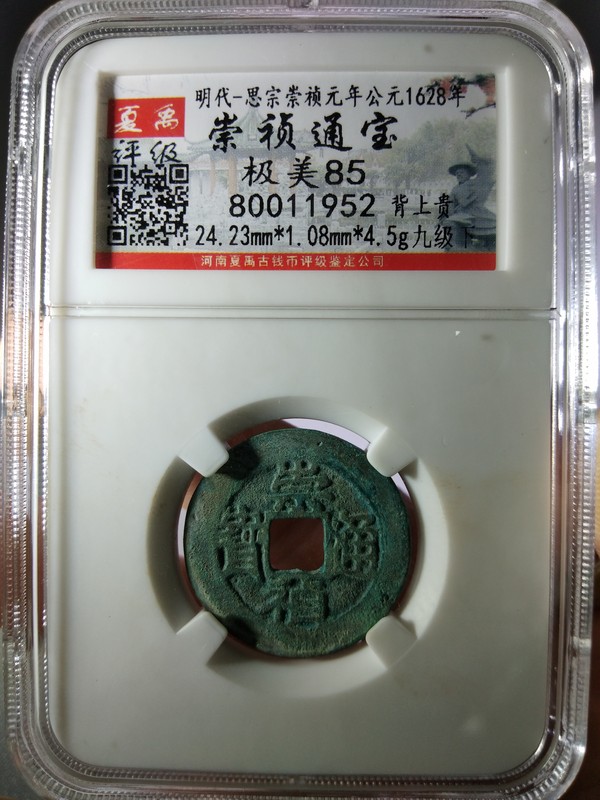 夏禹
评级
明代-思宗崇祯元年公元1628年
崇祯通宝
极美85
80011952 背上贵
24.23mm*1.08mm*4.5g九级下
河南夏禹古钱币评级鉴定公司
崇
禎
通
寶